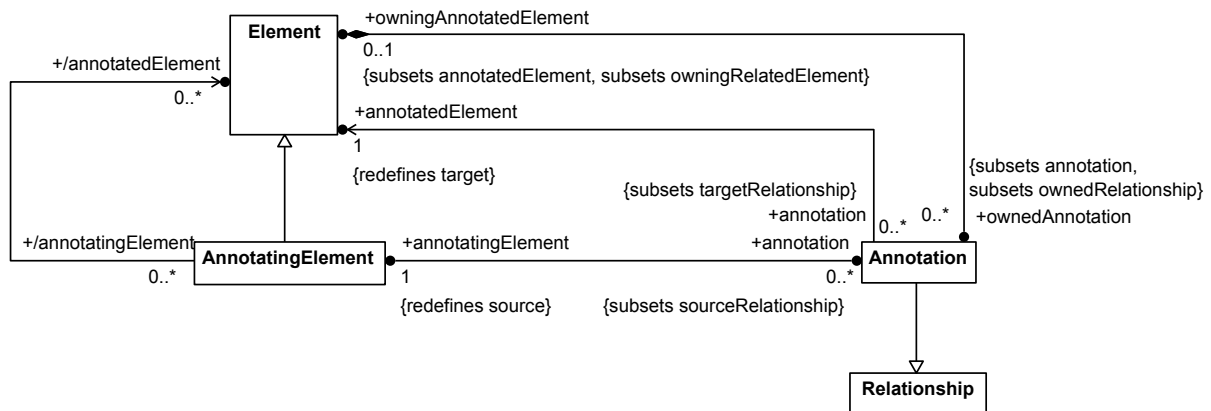 +owningAnnotatedElement
Element
0..1
+/annotatedElement
{subsets annotatedElement, subsets owningRelatedElement}
0..*
+annotatedElement
1
{redefines target}
{subsets annotation,
subsets ownedRelationship}
{subsets targetRelationship}
+annotation
0..*
0..*
+ownedAnnotation
+/annotatingElement
AnnotatingElement
+annotatingElement
+annotation
Annotation
0..*
1
0..*
{redefines source}
{subsets sourceRelationship}
Relationship